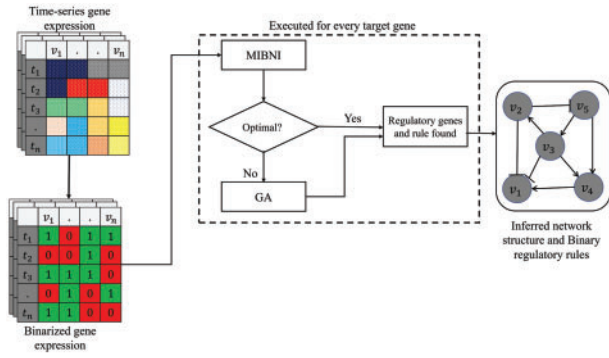 Time-series gene
expression
v₁ . . vₙ
t₁
t₂
t₃
.
tₙ
v₁ . . vₙ
t₁ 1 0 1 1
t₂ 0 0 1 0
t₃ 1 1 1 0
. 0 1 0 1
tₙ 1 1 0 0
Binarized gene
expression
Executed for every target gene
MIBNI
Optimal?
Yes
No
GA
Regulatory genes
and rule found
v₂ v₅
v₃
v₁ v₄
Inferred network
structure and Binary
regulatory rules